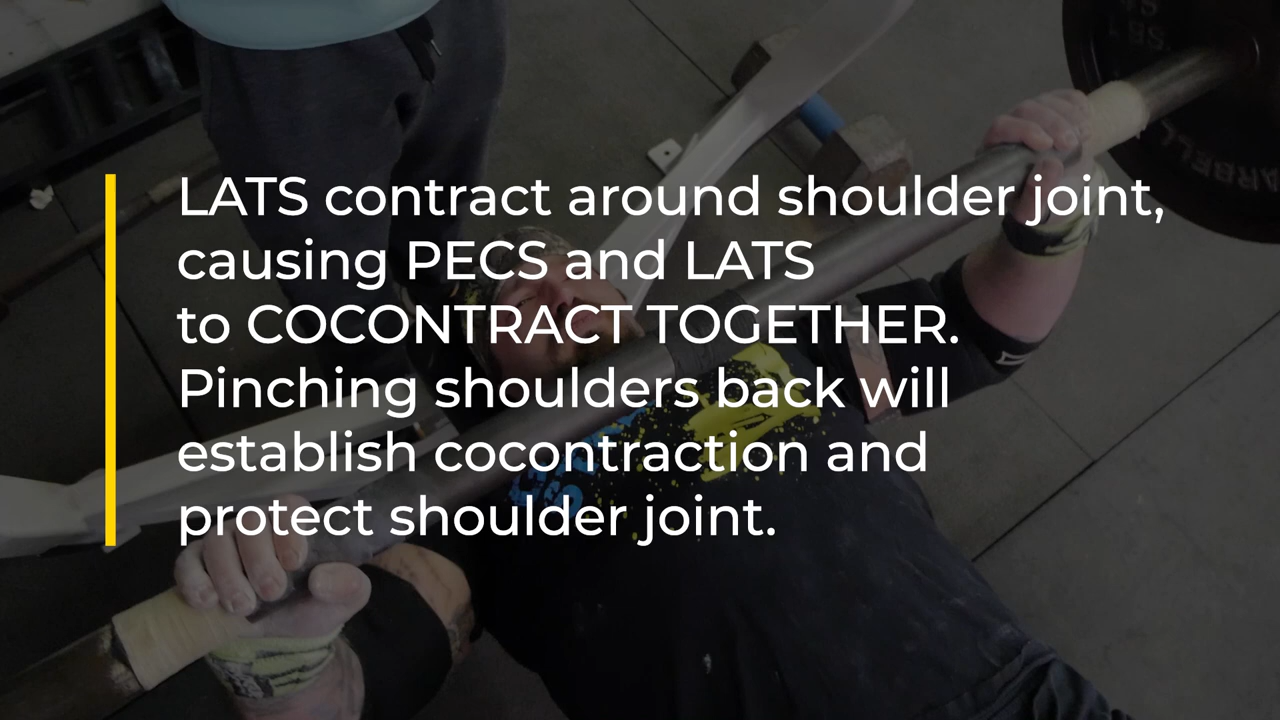 LATS contract around shoulder joint,
causing PECS and LATS
to COCONTRACT TOGETHER.
Pinching shoulders back will
establish cocontraction and
protect shoulder joint.